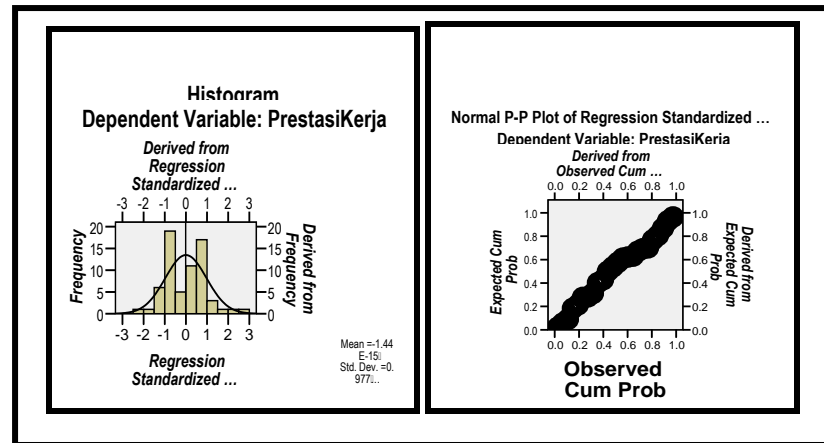 Histogram
Dependent Variable: PrestasiKerja
Derived from
Regression
Standardized ...
-3 -2 -1 0 1 2 3
20
15
10
5
0
Frequency
20
15
10
5
0
Derived from
Frequency
-3 -2 -1 0 1 2 3
Regression
Standardized ...
Mean =-1.44
E-15
Std. Dev. =0.
977...
Normal P-P Plot of Regression Standardized ...
Dependent Variable: PrestasiKerja
Derived from
Observed Cum ...
0.0 0.2 0.4 0.6 0.8 1.0
1.0
0.8
0.6
0.4
0.2
0.0
Expected Cum
Prob
1.0
0.8
0.6
0.4
0.2
0.0
Derived from
Expected Cum
Prob
0.0 0.2 0.4 0.6 0.8 1.0
Observed
Cum Prob